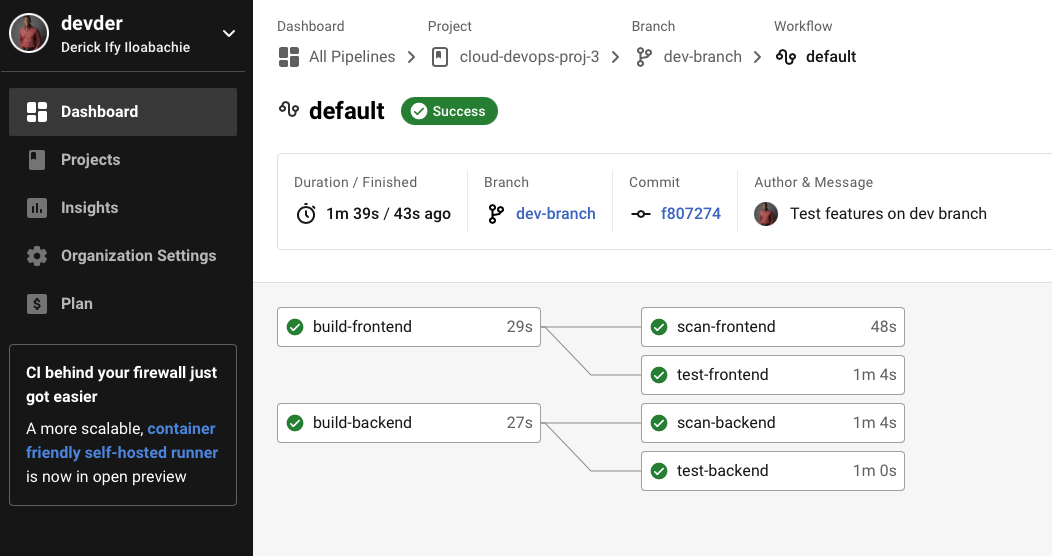 devder
Derick Ify Iloabachie
Dashboard
Projects
Insights
Organization Settings
Plan
CI behind your firewall just
got easier
A more scalable, container
friendly self-hosted runner
is now in open preview
Dashboard Project Branch Workflow
All Pipelines cloud-devops-proj-3 dev-branch default
default Success
Duration / Finished Branch Commit Author & Message
1m 39s / 43s ago dev-branch f807274 Test features on dev branch
build-frontend 29s scan-frontend 48s
test-frontend 1m 4s
build-backend 27s scan-backend 1m 4s
test-backend 1m 0s